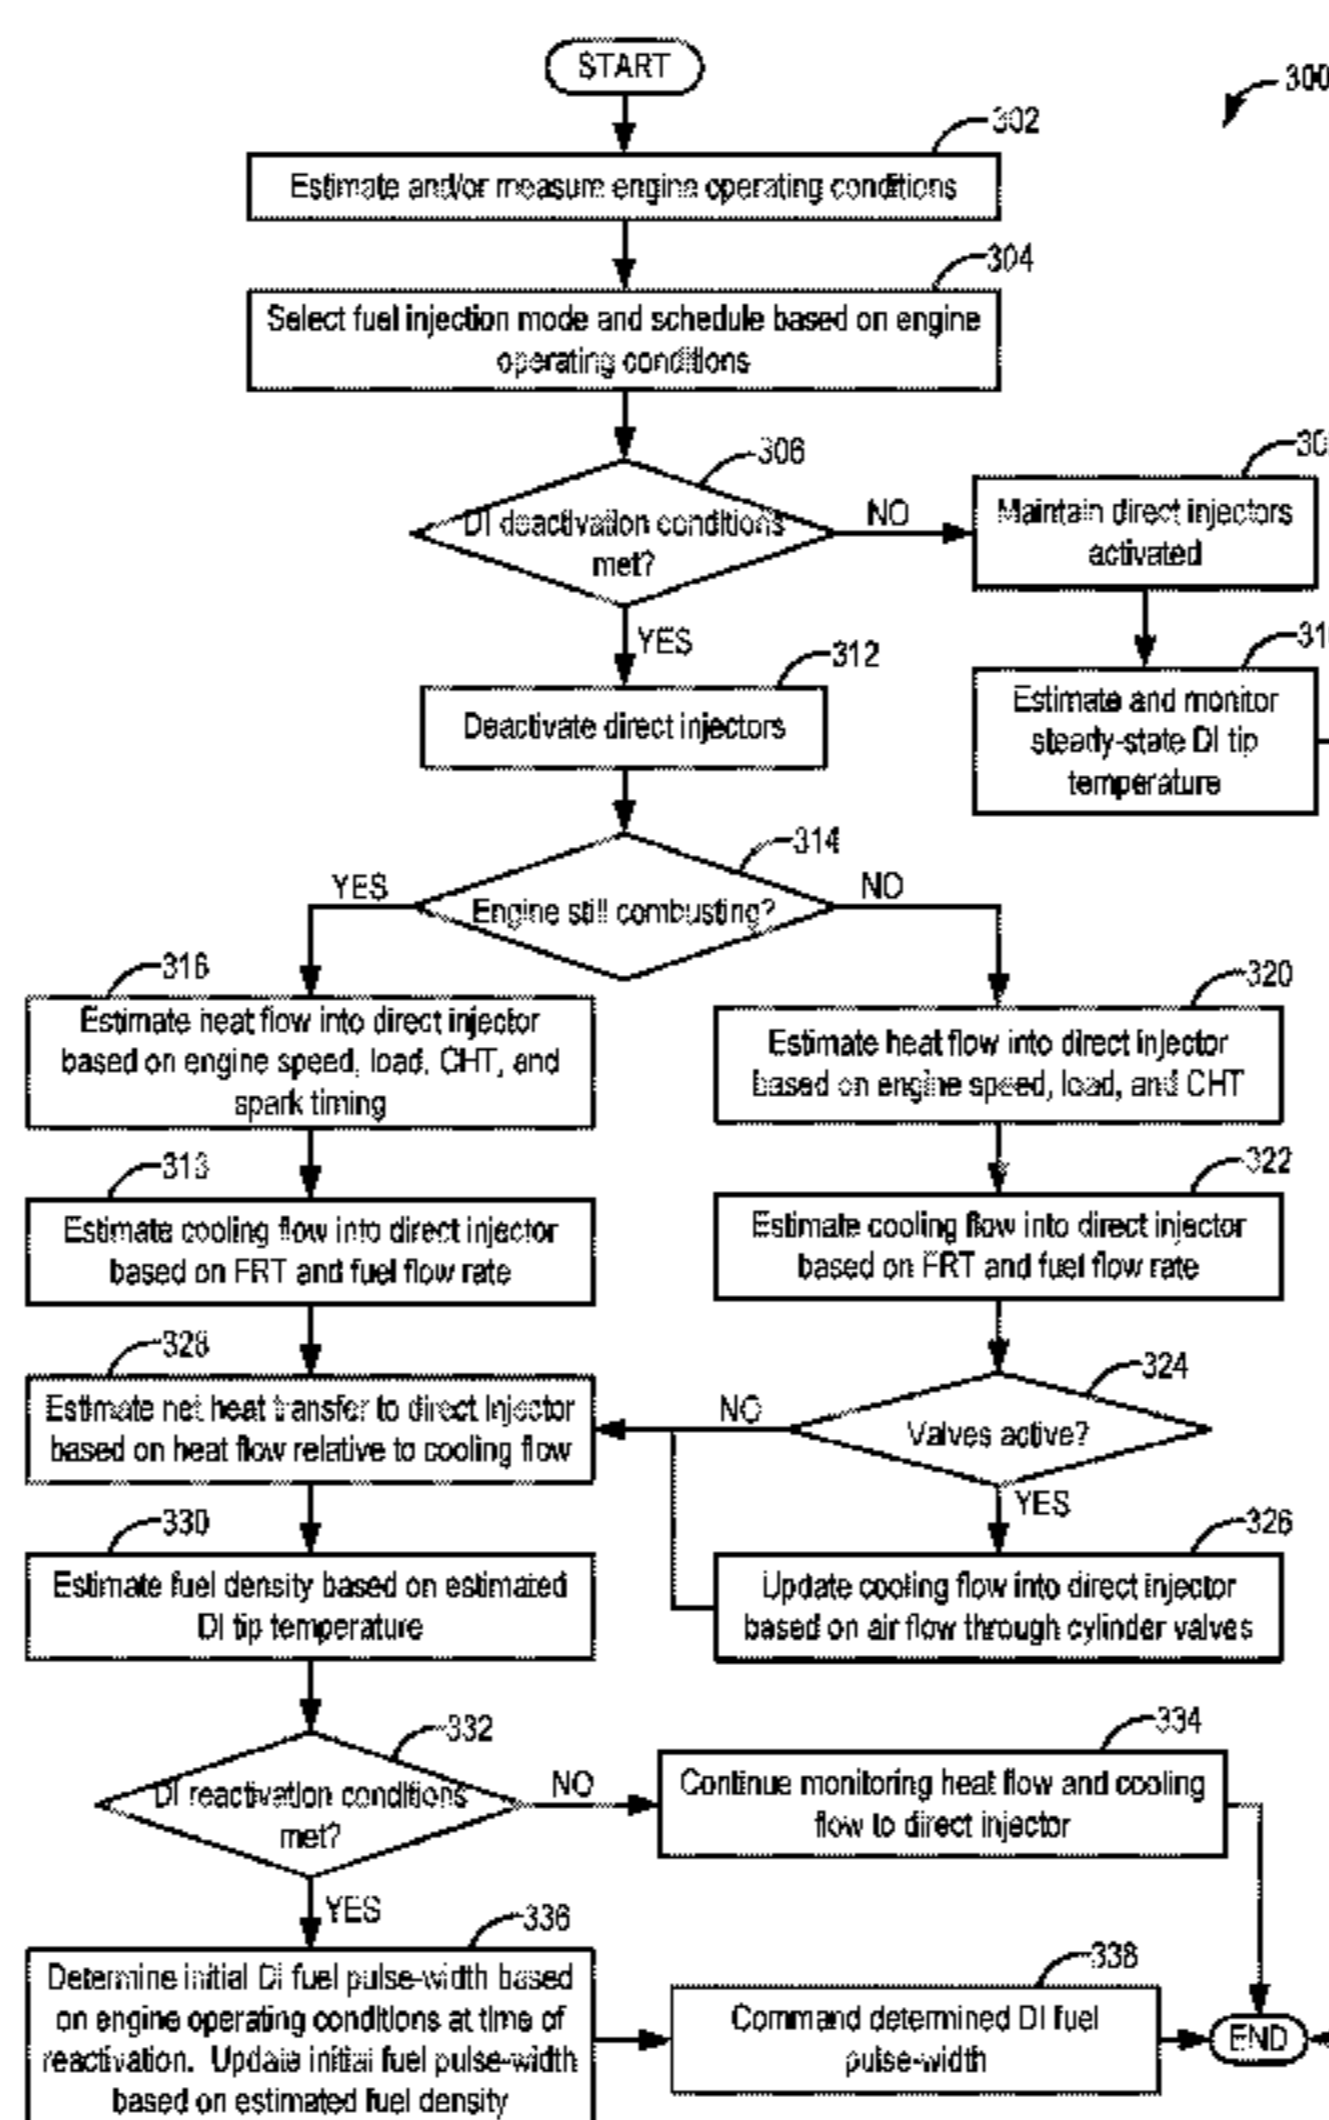 START
300
302
Estimate and/or measure engine operating conditions
304
Select fuel injection mode and schedule based on engine
operating conditions
306
DI deactivation conditions
met?
NO
30
Maintain direct injectors
activated
YES
31
Estimate and monitor
steady-state DI tip
temperature
312
Deactivate direct injectors
314
Engine still combusting?
YES
NO
316
Estimate heat flow into direct injector
based on engine speed, load, CHT, and
spark timing
320
Estimate heat flow into direct injector
based on engine speed, load, and CHT
318
Estimate cooling flow into direct injector
based on FRT and fuel flow rate
322
Estimate cooling flow into direct injector
based on FRT and fuel flow rate
328
Estimate net heat transfer to direct injector
based on heat flow relative to cooling flow
324
Valves active?
NO
YES
330
Estimate fuel density based on estimated
DI tip temperature
326
Update cooling flow into direct injector
based on air flow through cylinder valves
332
DI reactivation conditions
met?
NO
334
Continue monitoring heat flow and cooling
flow to direct injector
YES
336
Determine initial DI fuel pulse-width based
on engine operating conditions at time of
reactivation. Update initial fuel pulse-width
based on estimated fuel density
338
Command determined DI fuel
pulse-width
END